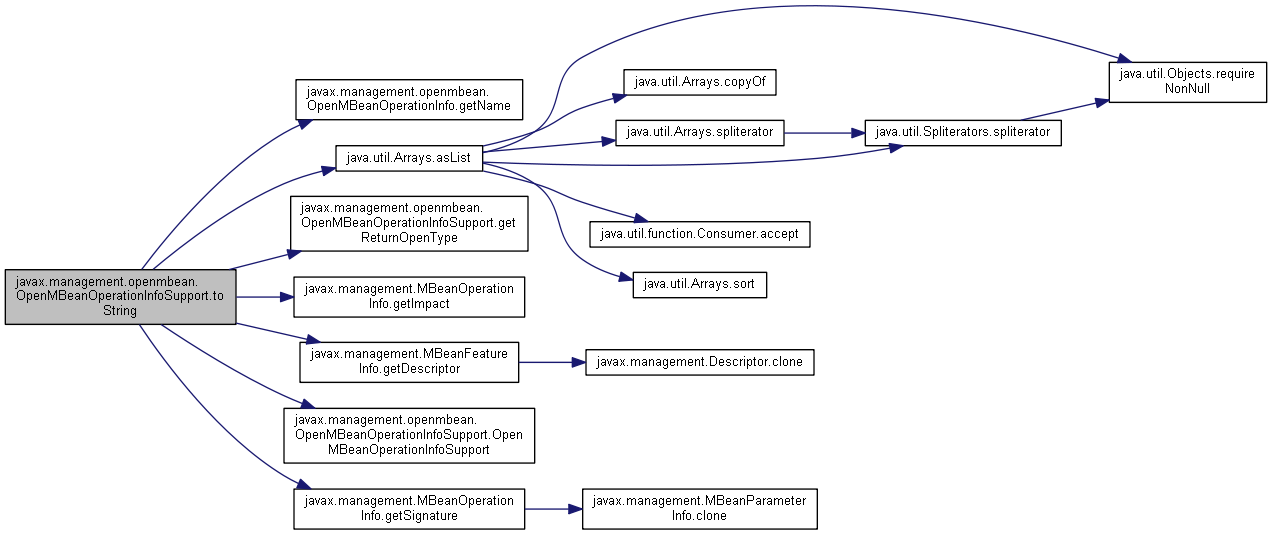 javax.management.openmbean.
OpenMBeanOperationInfoSupport.to
String
javax.management.openmbean.
OpenMBeanOperationInfo.getName
java.util.Arrays.asList
javax.management.openmbean.
OpenMBeanOperationInfoSupport.get
ReturnOpenType
javax.management.MBeanOperation
Info.getImpact
javax.management.MBeanFeature
Info.getDescriptor
javax.management.openmbean.
OpenMBeanOperationInfoSupport.Open
MBeanOperationInfoSupport
javax.management.MBeanOperation
Info.getSignature
java.util.Arrays.copyOf
java.util.Arrays.spliterator
java.util.function.Consumer.accept
java.util.Arrays.sort
javax.management.Descriptor.clone
javax.management.MBeanParameter
Info.clone
java.util.Spliterators.spliterator
java.util.Objects.require
NonNull